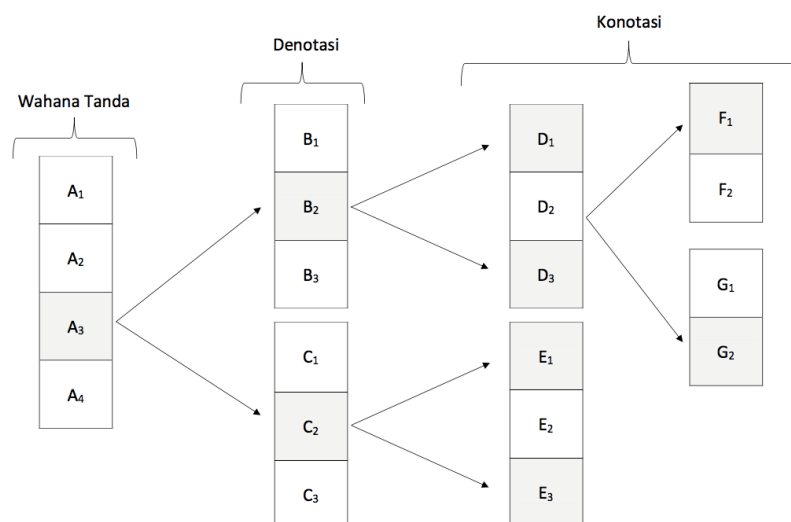 Wahana Tanda
A₁
A₂
A₃
A₄
Denotasi
B₁
B₂
B₃
C₁
C₂
C₃
Konotasi
D₁
D₂
D₃
E₁
E₂
E₃
F₁
F₂
G₁
G₂